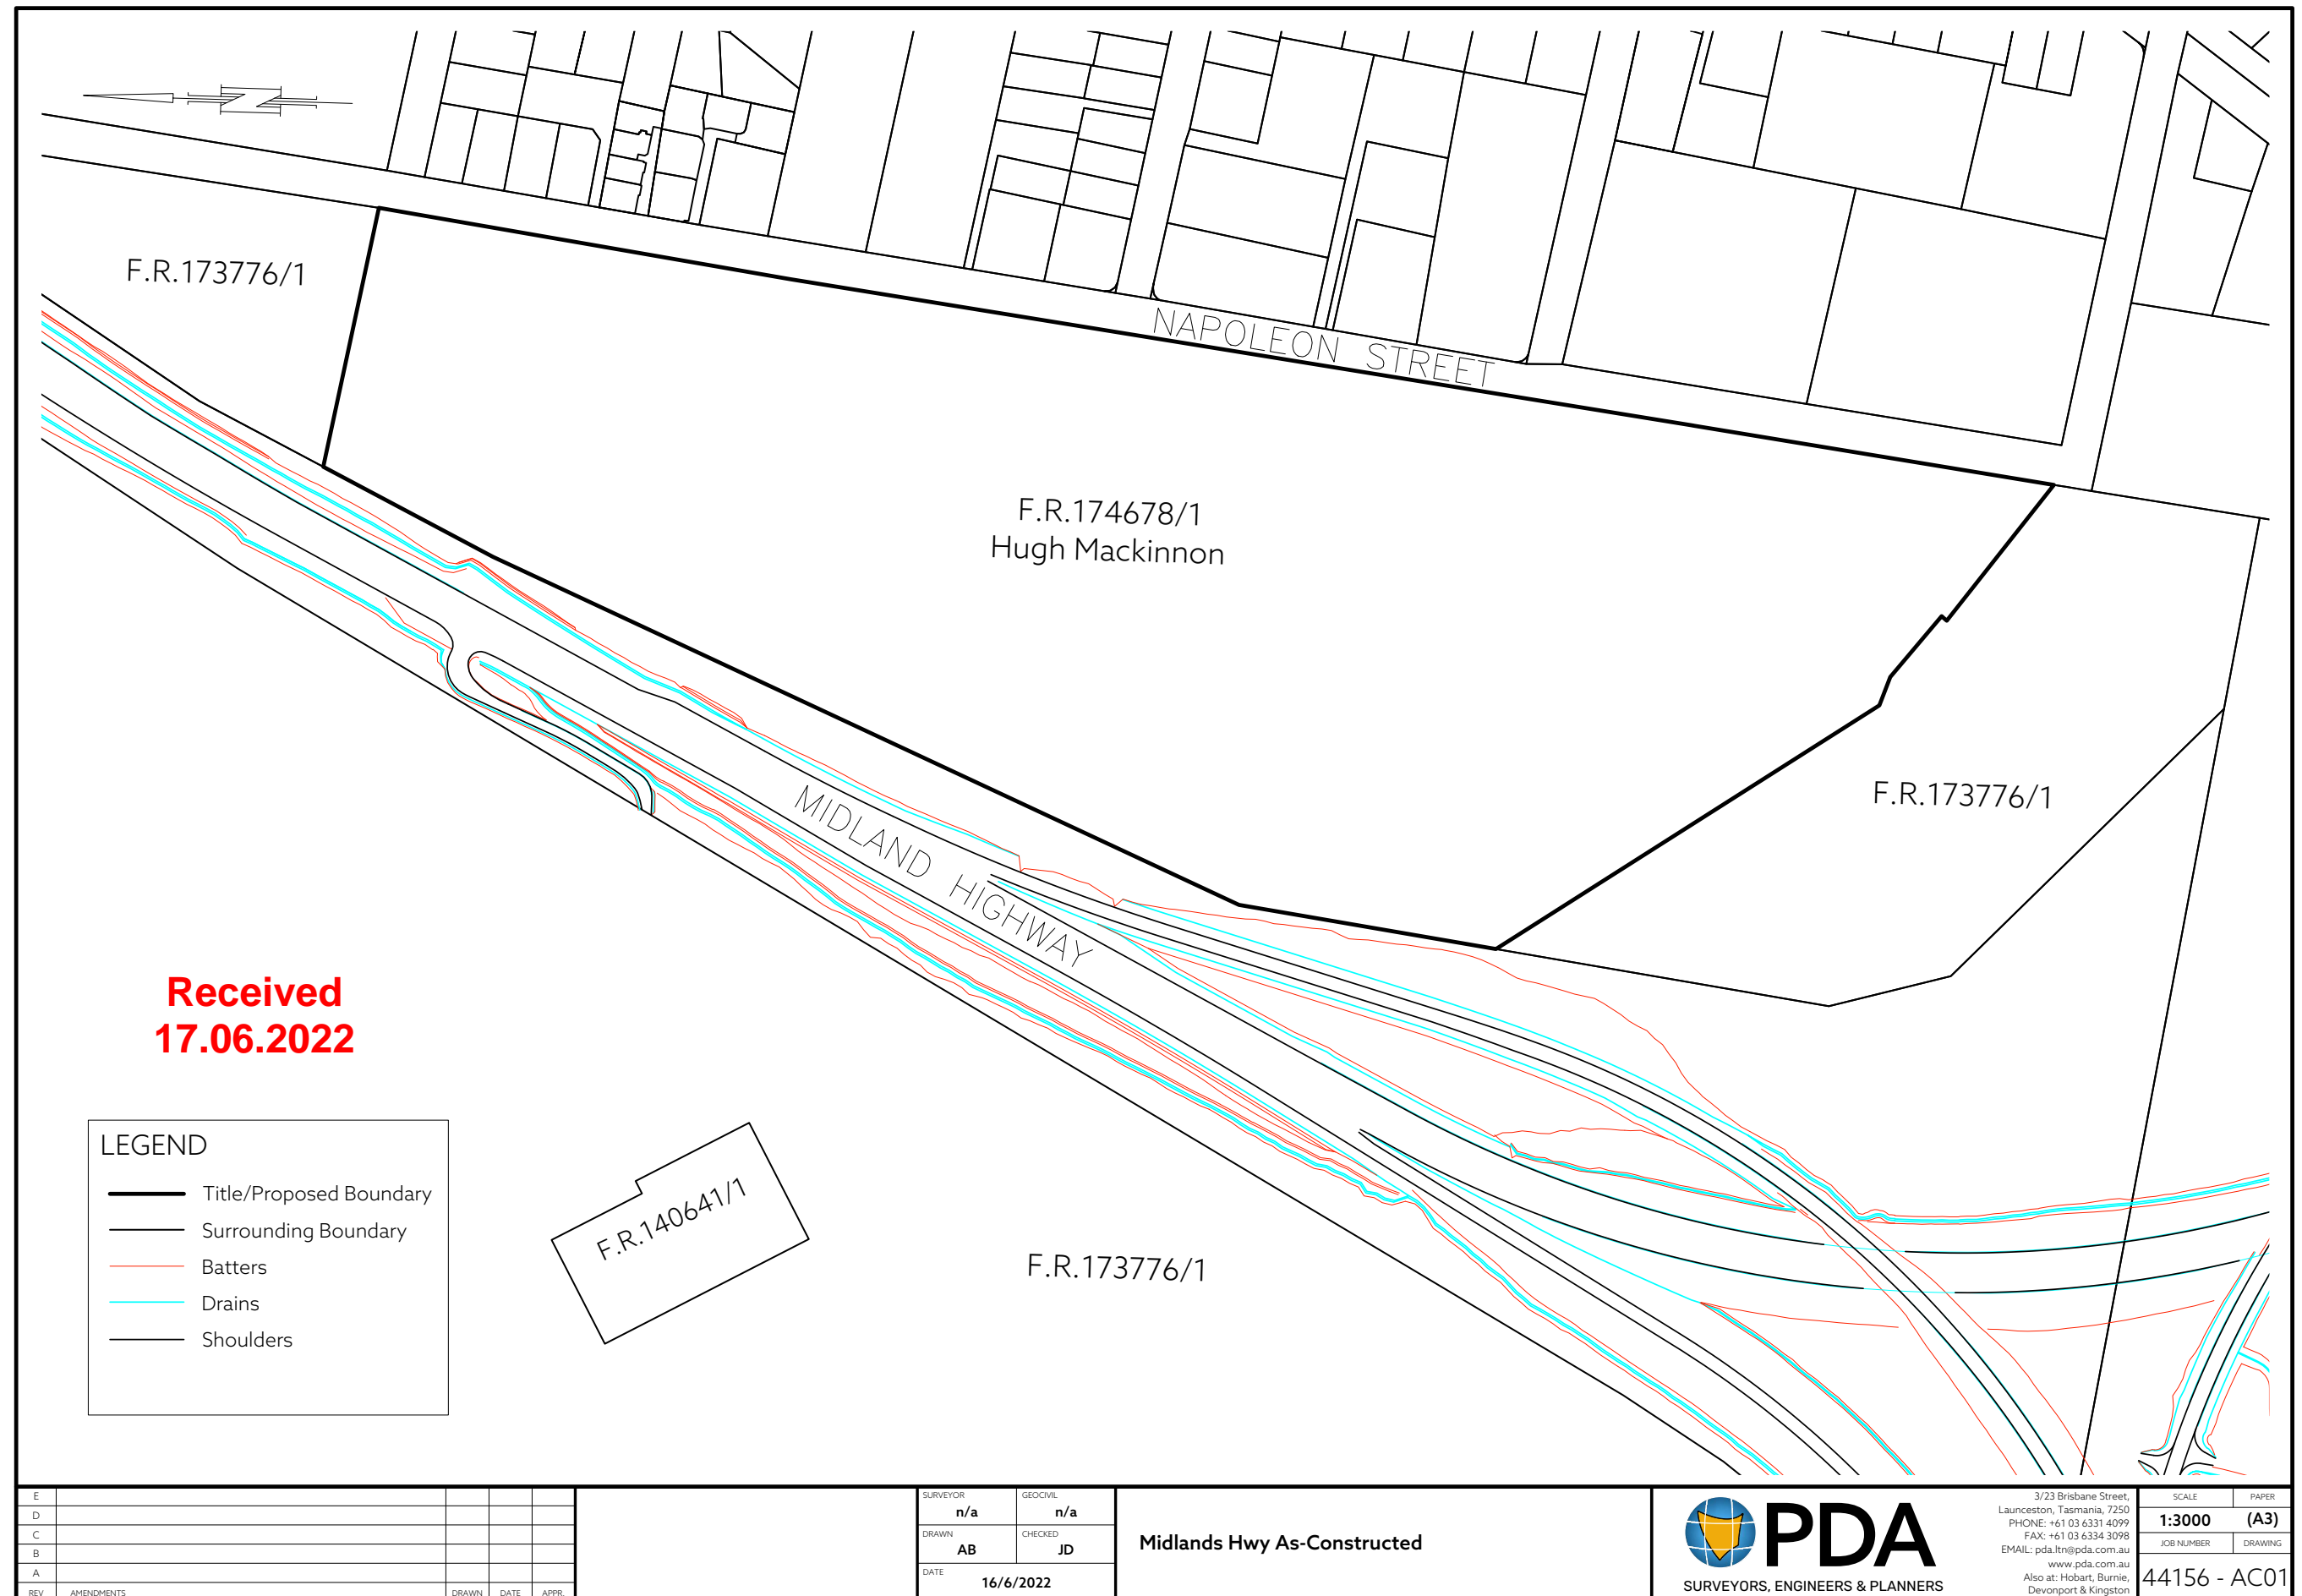 N
F.R.173776/1
NAPOLEON STREET
F.R.174678/1
Hugh Mackinnon
F.R.173776/1
MIDLAND HIGHWAY
Received
17.06.2022
LEGEND
Title/Proposed Boundary
Surrounding Boundary
Batters
Drains
Shoulders
F.R.140641/1
F.R.173776/1
E
D
C
B
A
REV AMENDMENTS DRAWN DATE APPR.
SURVEYOR GEOCIVIL
n/a n/a
DRAWN CHECKED
AB JD
DATE
16/6/2022
Midlands Hwy As-Constructed
PDA
SURVEYORS, ENGINEERS & PLANNERS
3/23 Brisbane Street,
Launceston, Tasmania, 7250
PHONE: +61 03 6331 4099
FAX: +61 03 6334 3098
EMAIL: pda.ltn@pda.com.au
www.pda.com.au
Also at: Hobart, Burnie,
Devonport & Kingston
SCALE PAPER
1:3000 (A3)
JOB NUMBER DRAWING
44156 - AC01